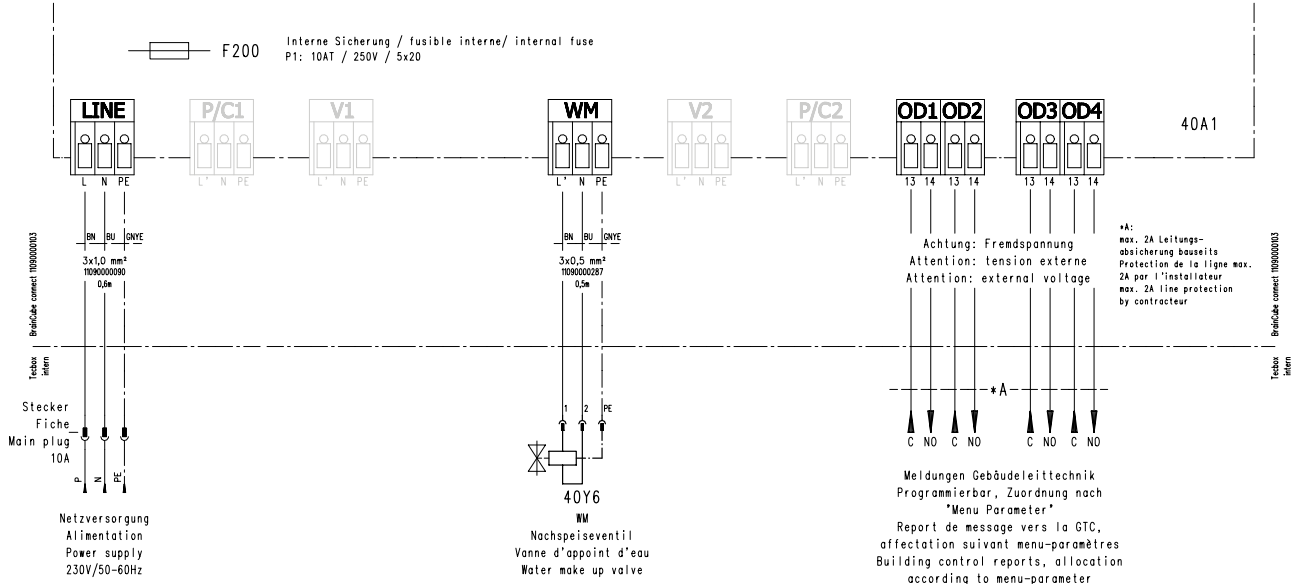 F200
Interne Sicherung / fusible interne/ internal fuse
P1: 10AT / 250V / 5x20
LINE
P/C1
V1
WM
V2
P/C2
OD1 OD2
OD3 OD4
40A1
L N PE
L' N PE
L' N PE
L' N PE
L' N PE
L' N PE
13 14 13 14
13 14 13 14
BN BU GNYE
3x1,0 mm²
11090000090
0,6m
BN BU GNYE
3x0,5 mm²
11090000287
0,5m
Achtung: Fremdspannung
Attention: tension externe
Attention: external voltage
*A:
max. 2A Leitungs-
absicherung bauseits
Protection de la ligne max.
2A par l'installateur
max. 2A line protection
by contracteur
BrainCube connect 11090000103
Tecbox
intern
BrainCube connect 11090000103
Tecbox
intern
Stecker
Fiche
Main plug
10A
P N PE
Netzversorgung
Alimentation
Power supply
230V/50-60Hz
1 2 PE
40Y6
WM
Nachspeiseventil
Vanne d'appoint d'eau
Water make up valve
*A
C NO C NO
C NO C NO
Meldungen Gebäudeleittechnik
Programmierbar, Zuordnung nach
"Menu Parameter"
Report de message vers la GTC,
affectation suivant menu-paramètres
Building control reports, allocation
according to menu-parameter